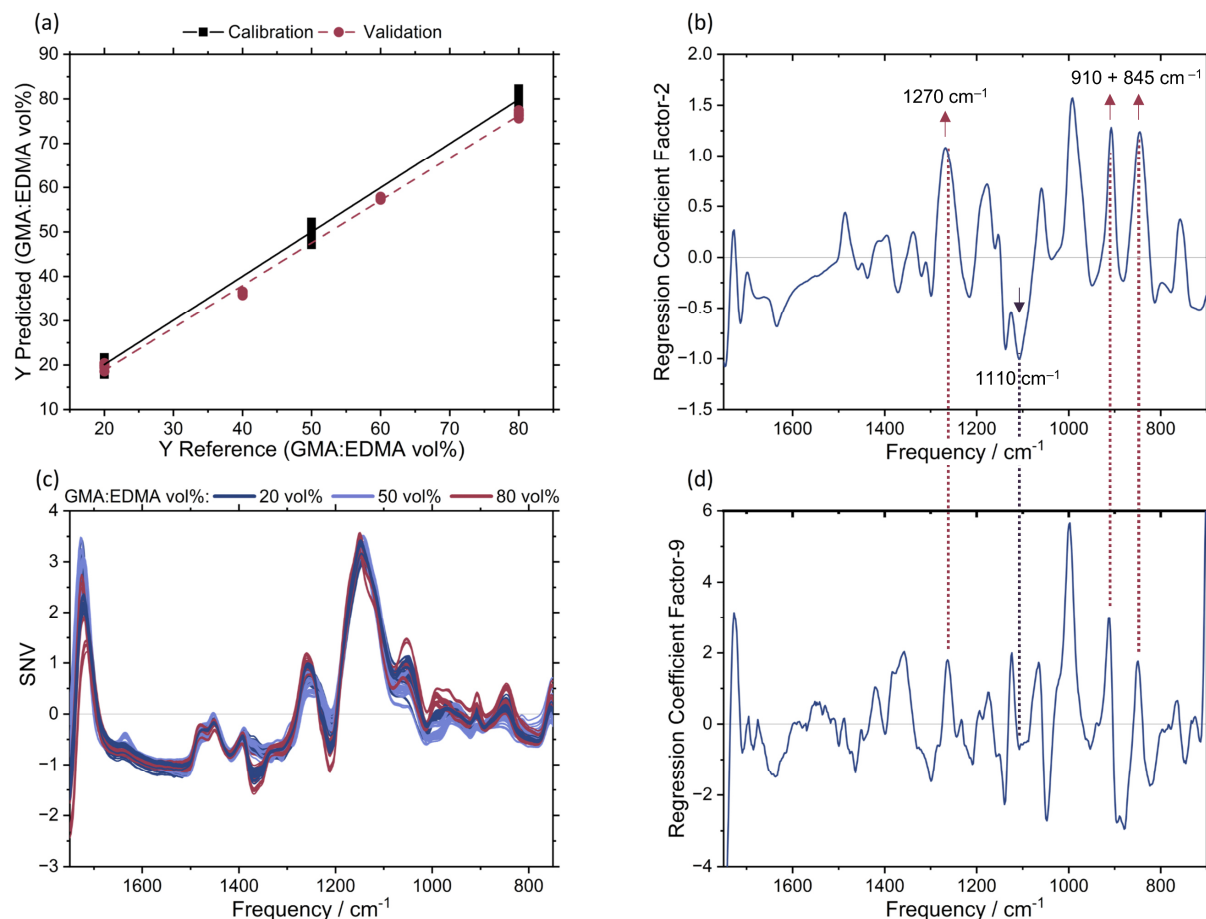 (a)
Calibration
Validation
90
80
70
60
50
40
30
20
10
Y Predicted (GMA:EDMA vol%)
20 30 40 50 60 70 80
Y Reference (GMA:EDMA vol%)
(b)
2.0
1.5
1.0
0.5
0.0
−0.5
−1.0
−1.5
Regression Coefficient Factor-2
1270 cm⁻¹
910 + 845 cm⁻¹
1110 cm⁻¹
1600 1400 1200 1000 800
Frequency / cm⁻¹
(c)
GMA:EDMA vol%: 20 vol% 50 vol% 80 vol%
4
3
2
1
0
−1
−2
−3
SNV
1600 1400 1200 1000 800
Frequency / cm⁻¹
(d)
6
4
2
0
−2
−4
Regression Coefficient Factor-9
1600 1400 1200 1000 800
Frequency / cm⁻¹